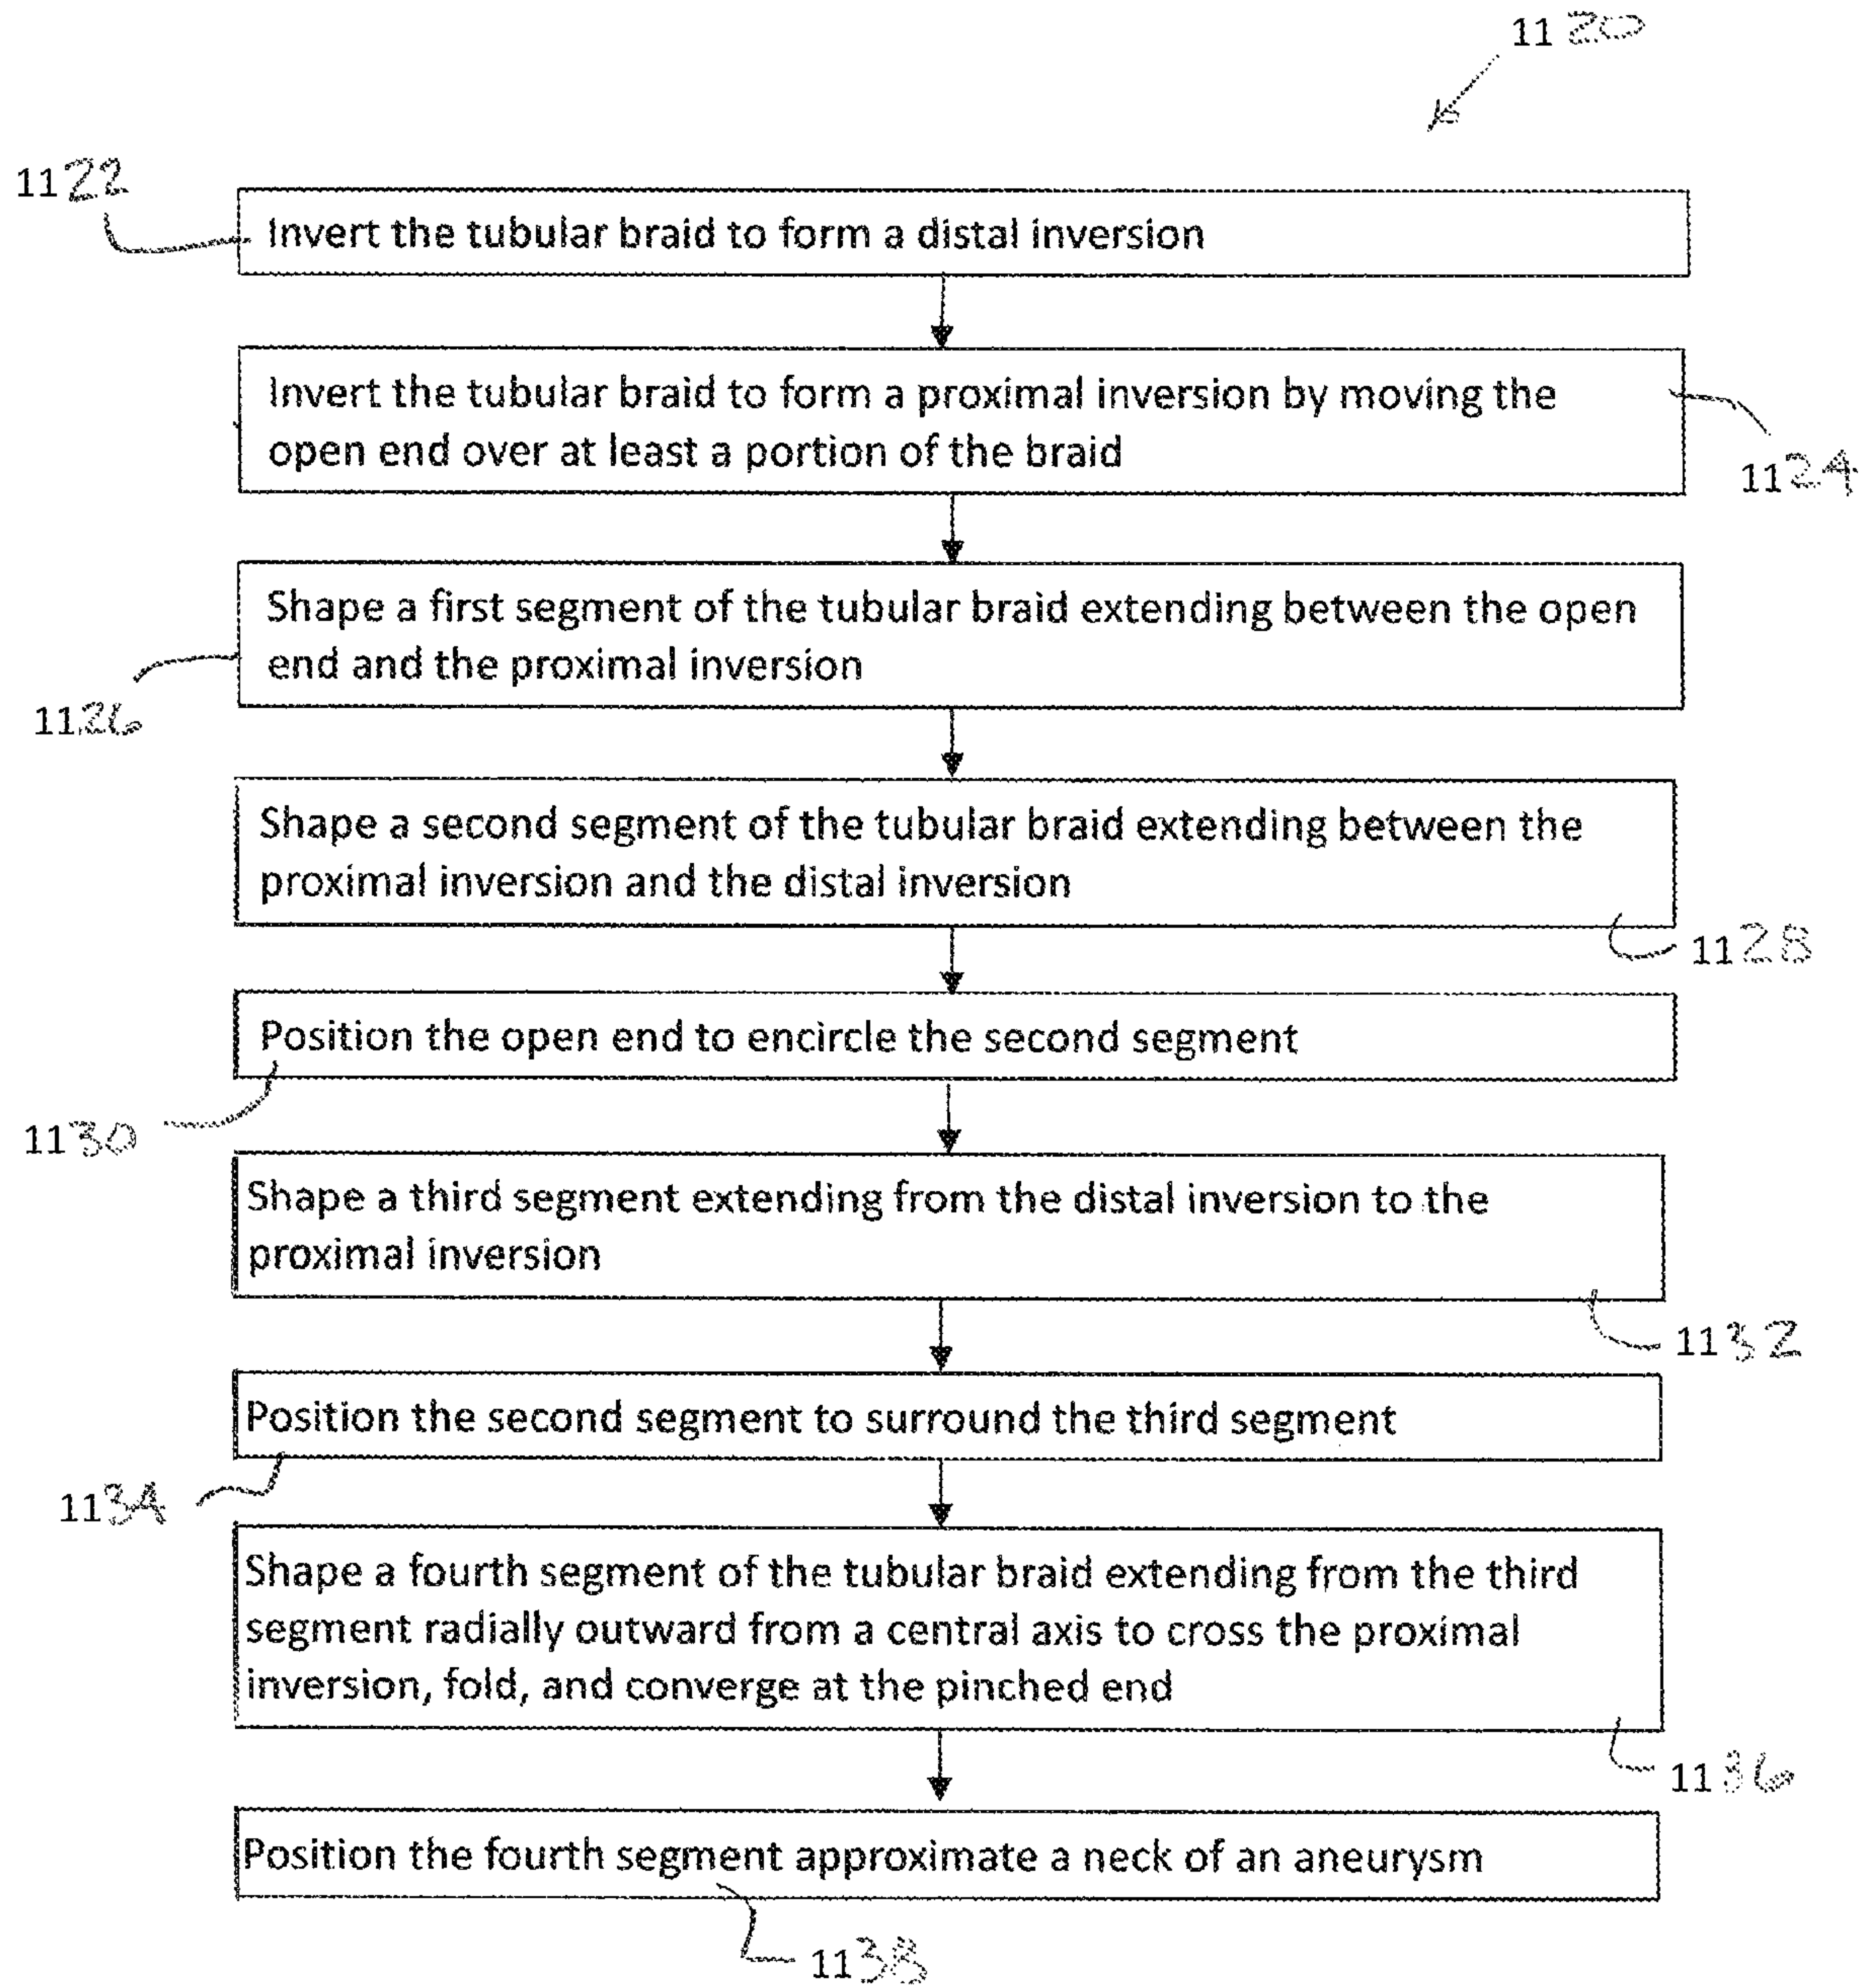 1120
1122
Invert the tubular braid to form a distal inversion
Invert the tubular braid to form a proximal inversion by moving the
open end over at least a portion of the braid
1124
Shape a first segment of the tubular braid extending between the open
end and the proximal inversion
1126
Shape a second segment of the tubular braid extending between the
proximal inversion and the distal inversion
1128
Position the open end to encircle the second segment
1130
Shape a third segment extending from the distal inversion to the
proximal inversion
1132
Position the second segment to surround the third segment
1134
Shape a fourth segment of the tubular braid extending from the third
segment radially outward from a central axis to cross the proximal
inversion, fold, and converge at the pinched end
1136
Position the fourth segment approximate a neck of an aneurysm
1138